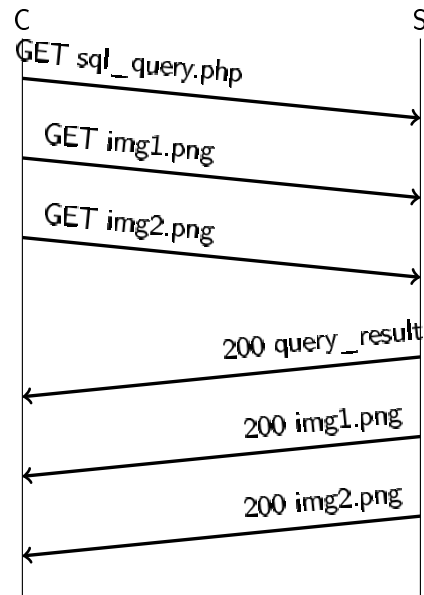 C S
GET sql_query.php
GET img1.png
GET img2.png
200 query_result
200 img1.png
200 img2.png